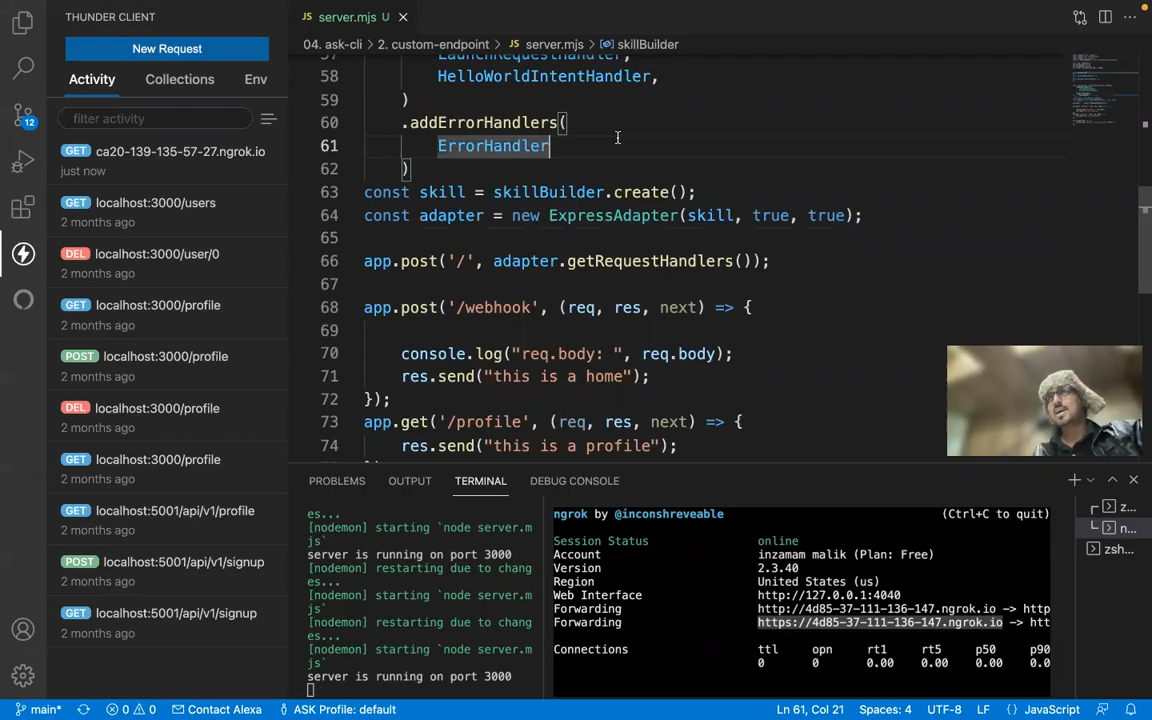 THUNDER CLIENT
New Request
Activity
Collections
Env
filter activity
GET ca20-139-135-57-27.ngrok.io
just now
GET localhost:3000/users
2 months ago
DEL localhost:3000/user/0
2 months ago
GET localhost:3000/profile
2 months ago
POST localhost:3000/profile
2 months ago
DEL localhost:3000/profile
2 months ago
GET localhost:3000/profile
2 months ago
GET localhost:5001/api/v1/profile
2 months ago
POST localhost:5001/api/v1/signup
2 months ago
GET localhost:5001/api/v1/signup
2 months ago
12
JS server.mjs U
04. ask-cli > 2. custom-endpoint > JS server.mjs > skillBuilder
57 LaunchRequestHandler,
58 HelloWorldIntentHandler,
59 )
60 .addErrorHandlers(
61 ErrorHandler
62 )
63 const skill = skillBuilder.create();
64 const adapter = new ExpressAdapter(skill, true, true);
65
66 app.post('/', adapter.getRequestHandlers());
67
68 app.post('/webhook', (req, res, next) => {
69
70 console.log("req.body: ", req.body);
71 res.send("this is a home");
72 });
73 app.get('/profile', (req, res, next) => {
74 res.send("this is a profile");
PROBLEMS OUTPUT TERMINAL DEBUG CONSOLE
es...
[nodemon] starting `node server.m
js`
server is running on port 3000
[nodemon] restarting due to chang
es...
[nodemon] starting `node server.m
js`
[nodemon] restarting due to chang
es...
[nodemon] starting `node server.m
js`
server is running on port 3000
ngrok by @inconshreveable (Ctrl+C to quit)
Session Status online
Account inzamam malik (Plan: Free)
Version 2.3.40
Region United States (us)
Web Interface http://127.0.0.1:4040
Forwarding http://4d85-37-111-136-147.ngrok.io -> http
Forwarding https://4d85-37-111-136-147.ngrok.io -> htt
Connections ttl opn rt1 rt5 p50 p90
0 0 0.00 0.00 0.00 0.0
z...
n...
zsh...
main* 0 0 Contact Alexa ASK Profile: default Ln 61, Col 21 Spaces: 4 UTF-8 LF {} JavaScript